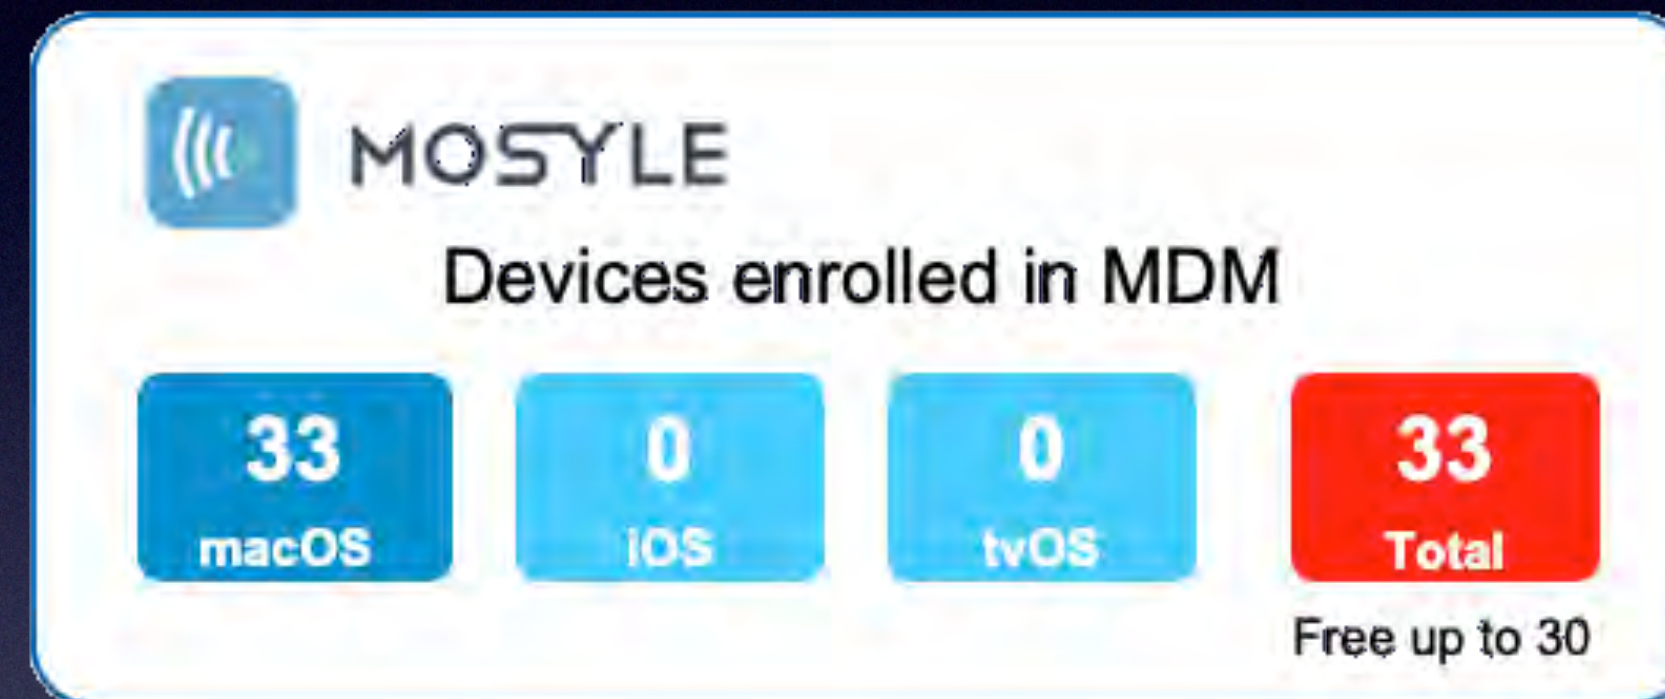 MOSYLE
Devices enrolled in MDM
33 0 0 33
macOS iOS tvOS Total
Free up to 30